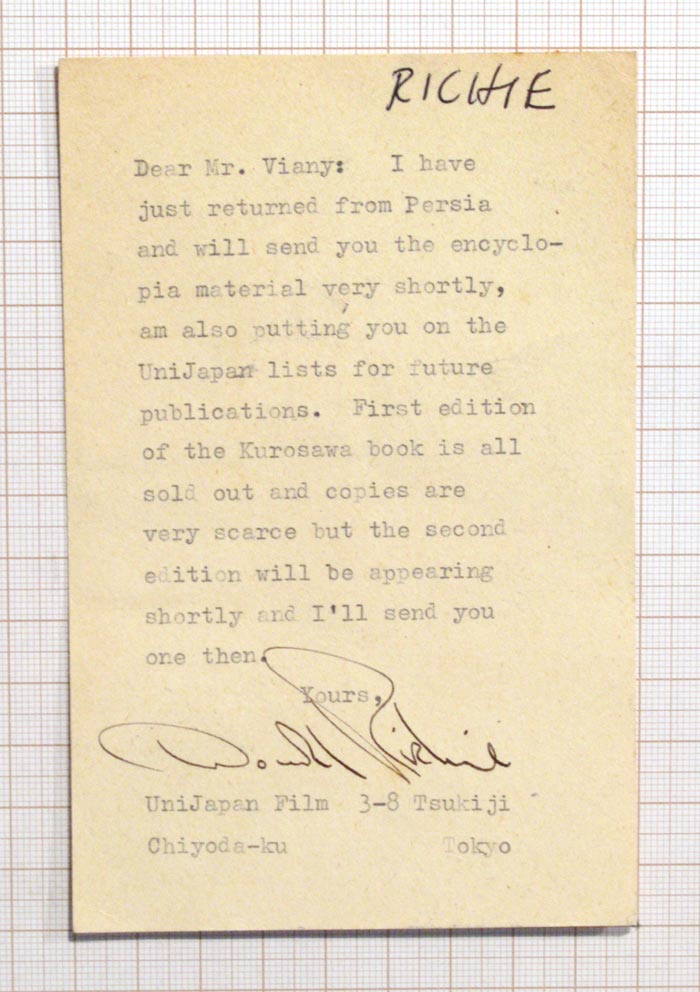 RICHIE
Dear Mr. Viany:   I have
just returned from Persia
and will send you the encyclo-
pia material very shortly,
am also putting you on the
UniJapan lists for future
publications.  First edition
of the Kurosawa book is all
sold out and copies are
very scarce but the second
edition will be appearing
shortly and I'll send you
one then.
Yours,
Donald Richie
UniJapan Film  3-8 Tsukiji
Chiyoda-ku          Tokyo